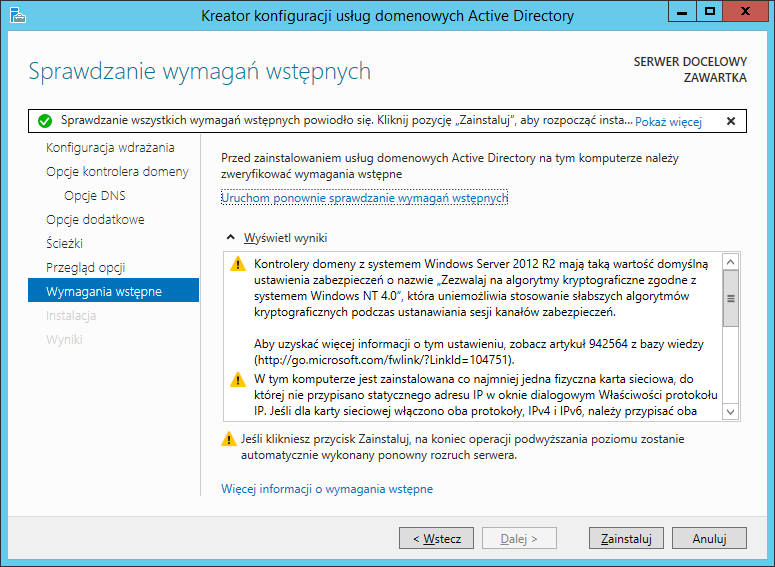 Kreator konfiguracji usług domenowych Active Directory
Sprawdzanie wymagań wstępnych
SERWER DOCELOWY
ZAWARTKA
Sprawdzanie wszystkich wymagań wstępnych powiodło się. Kliknij pozycję „Zainstaluj”, aby rozpocząć insta... Pokaż więcej
Konfiguracja wdrażania
Opcje kontrolera domeny
Opcje DNS
Opcje dodatkowe
Ścieżki
Przegląd opcji
Wymagania wstępne
Instalacja
Wyniki
Przed zainstalowaniem usług domenowych Active Directory na tym komputerze należy
zweryfikować wymagania wstępne
Uruchom ponownie sprawdzanie wymagań wstępnych
Wyświetl wyniki
Kontrolery domeny z systemem Windows Server 2012 R2 mają taką wartość domyślną
ustawienia zabezpieczeń o nazwie „Zezwalaj na algorytmy kryptograficzne zgodne z
systemem Windows NT 4.0”, która uniemożliwia stosowanie słabszych algorytmów
kryptograficznych podczas ustanawiania sesji kanałów zabezpieczeń.
Aby uzyskać więcej informacji o tym ustawieniu, zobacz artykuł 942564 z bazy wiedzy
(http://go.microsoft.com/fwlink/?LinkId=104751).
W tym komputerze jest zainstalowana co najmniej jedna fizyczna karta sieciowa, do
której nie przypisano statycznego adresu IP w oknie dialogowym Właściwości protokołu
IP. Jeśli dla karty sieciowej włączono oba protokoły, IPv4 i IPv6, należy przypisać oba
Jeśli klikniesz przycisk Zainstaluj, na koniec operacji podwyższania poziomu zostanie
automatycznie wykonany ponowny rozruch serwera.
Więcej informacji o wymagania wstępne
< Wstecz
Dalej >
Zainstaluj
Anuluj